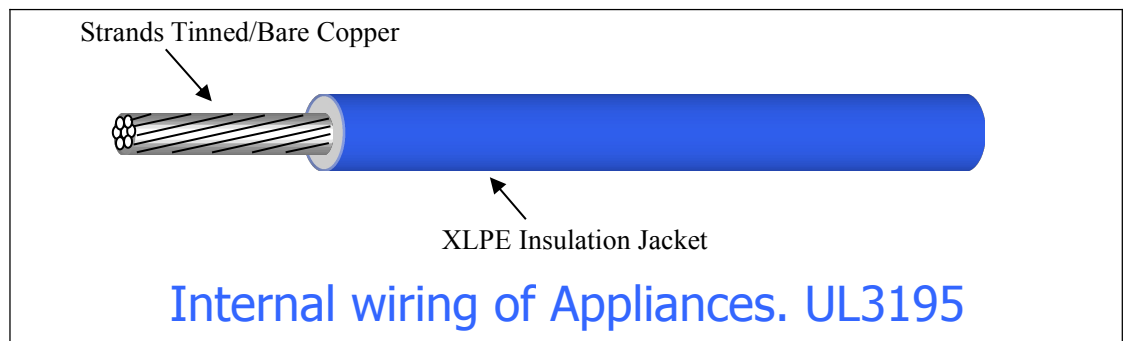 Strands Tinned/Bare Copper
XLPE Insulation Jacket
Internal wiring of Appliances. UL3195